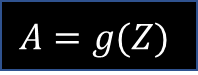 A = g(Z)